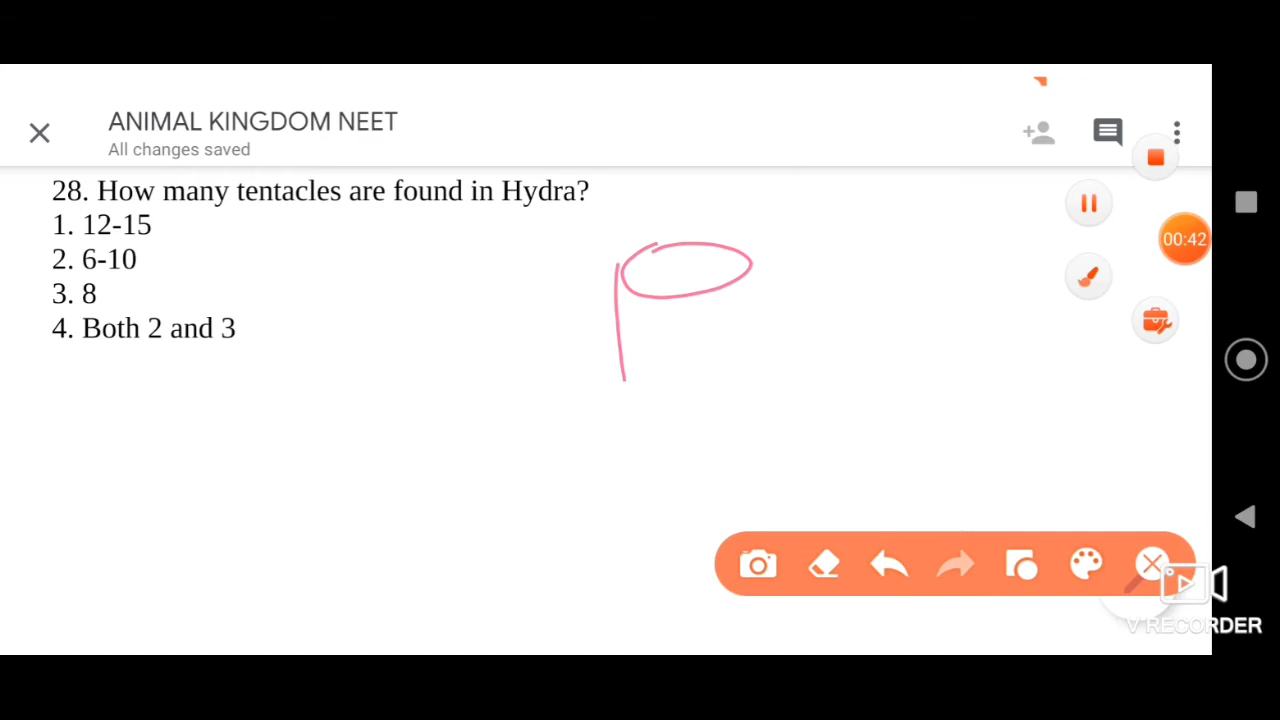 ANIMAL KINGDOM NEET
All changes saved
28. How many tentacles are found in Hydra?
1. 12-15
2. 6-10
3. 8
4. Both 2 and 3
00:42
V RECORDER